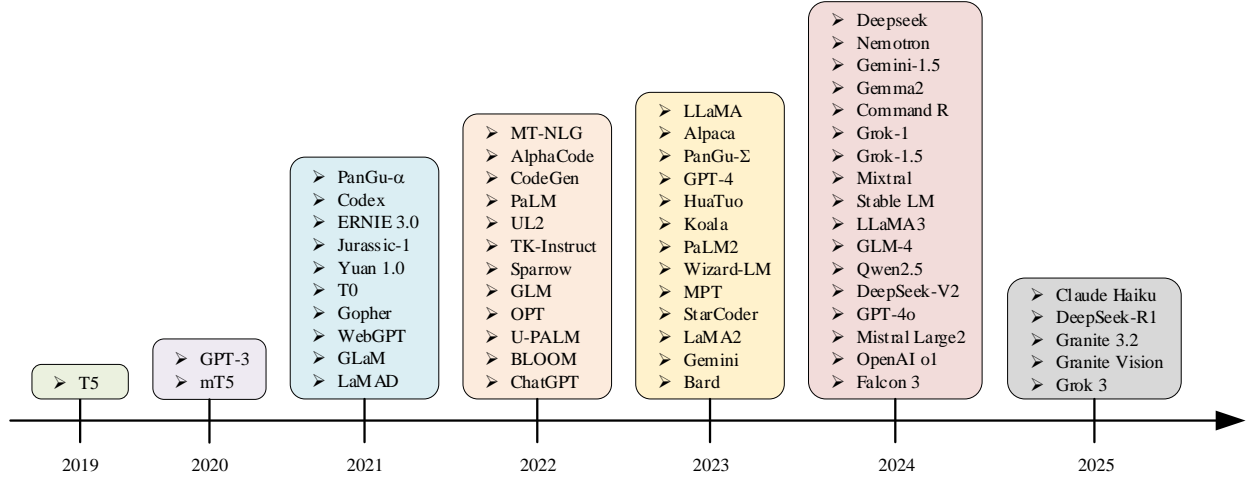 T5
2019
GPT-3
mT5
2020
PanGu-α
Codex
ERNIE 3.0
Jurassic-1
Yuan 1.0
T0
Gopher
WebGPT
GLaM
LaMAD
2021
MT-NLG
AlphaCode
CodeGen
PaLM
UL2
TK-Instruct
Sparrow
GLM
OPT
U-PALM
BLOOM
ChatGPT
2022
LLaMA
Alpaca
PanGu-Σ
GPT-4
HuaTuo
Koala
PaLM2
Wizard-LM
MPT
StarCoder
LaMA2
Gemini
Bard
2023
Deepseek
Nemotron
Gemini-1.5
Gemma2
Command R
Grok-1
Grok-1.5
Mixtral
Stable LM
LLaMA3
GLM-4
Qwen2.5
DeepSeek-V2
GPT-4o
Mistral Large2
OpenAI o1
Falcon 3
2024
Claude Haiku
DeepSeek-R1
Granite 3.2
Granite Vision
Grok 3
2025